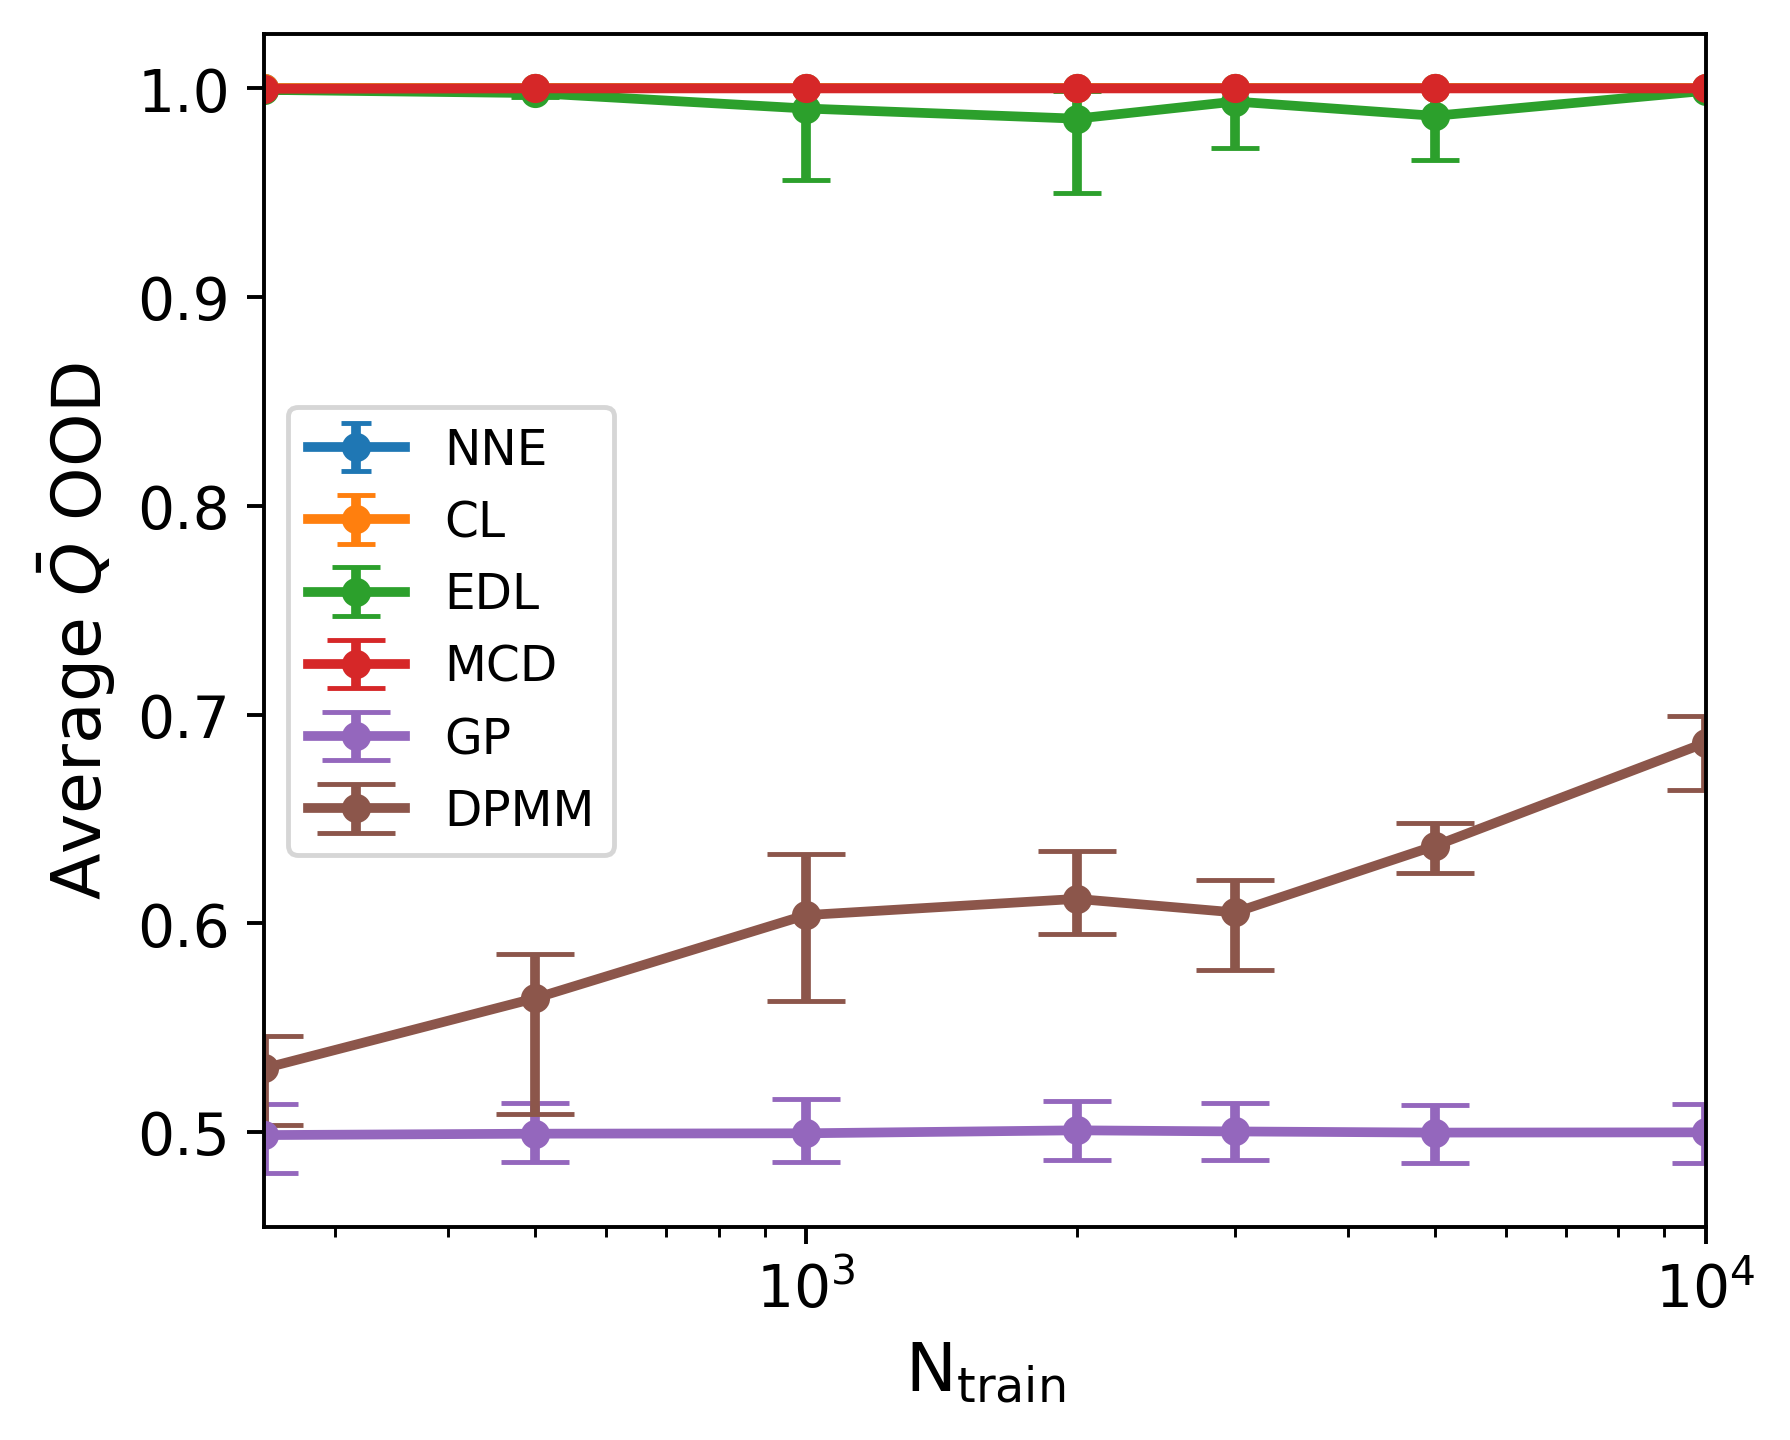 Average Q̄ OOD
1.0
0.9
0.8
0.7
0.6
0.5
NNE
CL
EDL
MCD
GP
DPMM
10³
10⁴
N_train